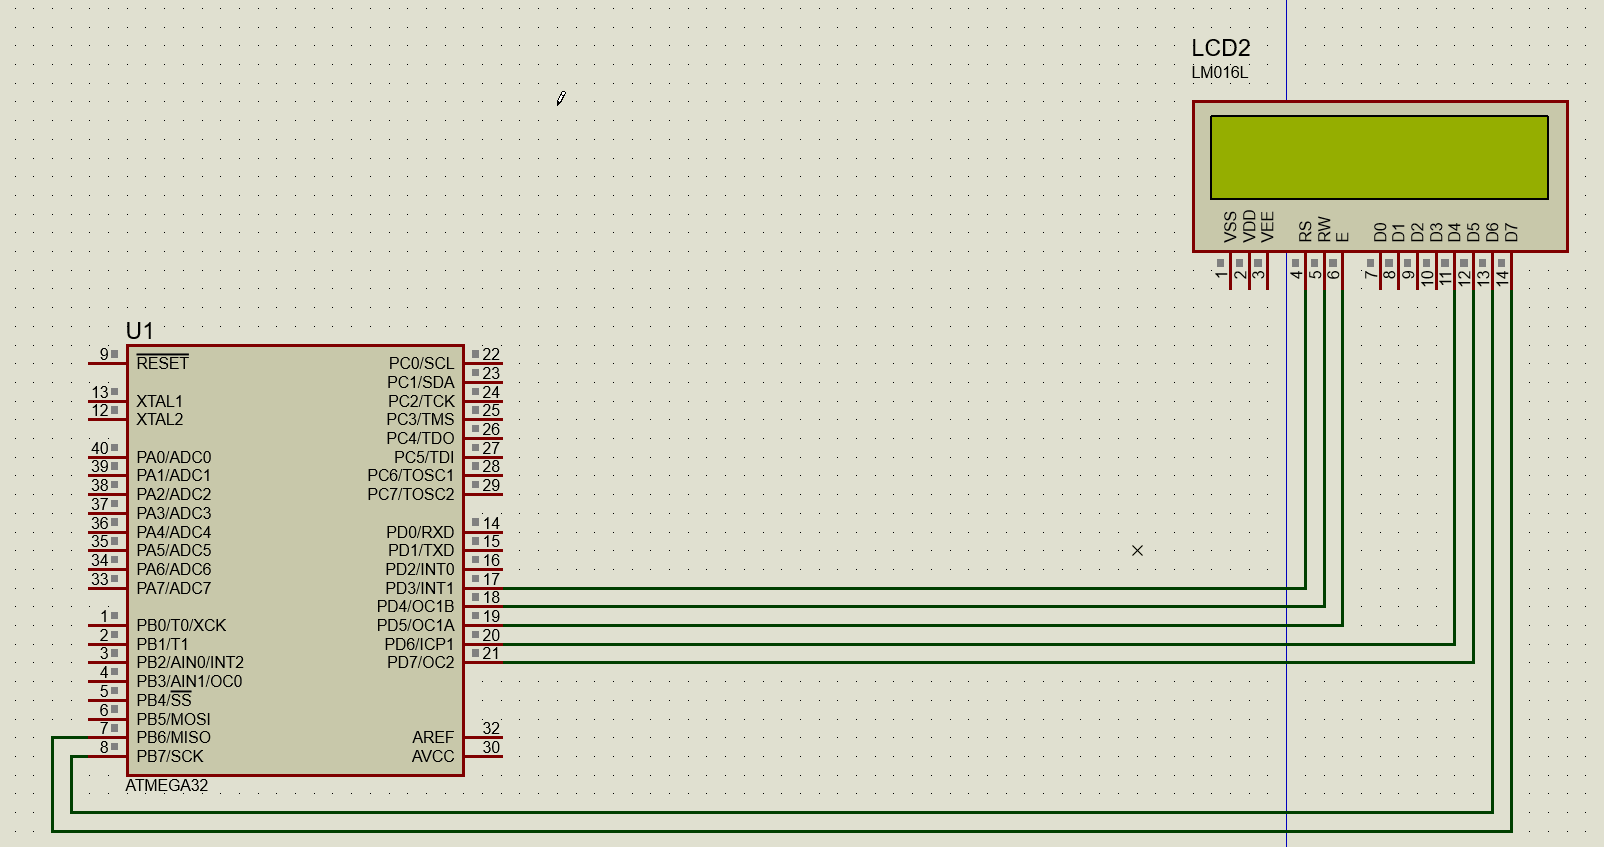 LCD2
LM016L
VSS VDD VEE RS RW E D0 D1 D2 D3 D4 D5 D6 D7
1 2 3 4 5 6 7 8 9 10 11 12 13 14
U1
9 RESET PC0/SCL 22
PC1/SDA 23
13 XTAL1 PC2/TCK 24
12 XTAL2 PC3/TMS 25
PC4/TDO 26
40 PA0/ADC0 PC5/TDI 27
39 PA1/ADC1 PC6/TOSC1 28
38 PA2/ADC2 PC7/TOSC2 29
37 PA3/ADC3
36 PA4/ADC4 PD0/RXD 14
35 PA5/ADC5 PD1/TXD 15
34 PA6/ADC6 PD2/INT0 16
33 PA7/ADC7 PD3/INT1 17
PD4/OC1B 18
1 PB0/T0/XCK PD5/OC1A 19
2 PB1/T1 PD6/ICP1 20
3 PB2/AIN0/INT2 PD7/OC2 21
4 PB3/AIN1/OC0
5 PB4/SS
6 PB5/MOSI
7 PB6/MISO AREF 32
8 PB7/SCK AVCC 30
ATMEGA32